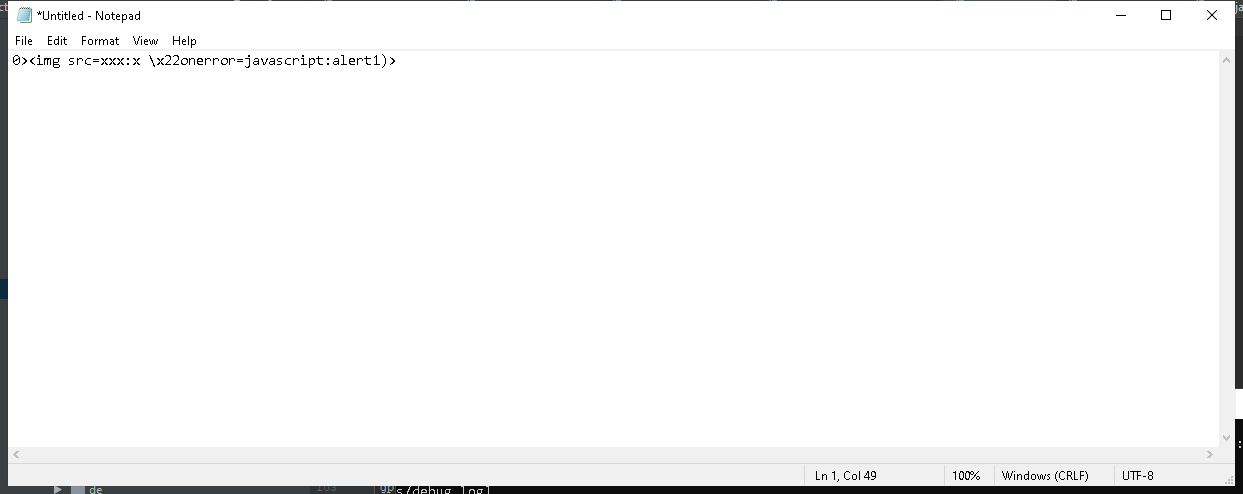 *Untitled - Notepad
File Edit Format View Help
0><img src=xxx:x \x22onerror=javascript:alert1)>
Ln 1, Col 49 100% Windows (CRLF) UTF-8
de 103 s/debug log]